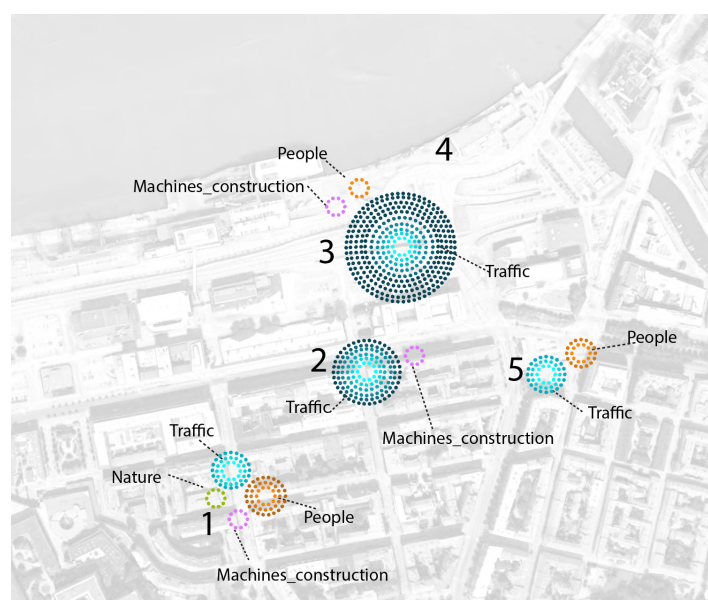 4
People
Machines_construction
3
Traffic
2
People
5
Traffic
Traffic
Machines_construction
Traffic
Nature
1
People
Machines_construction